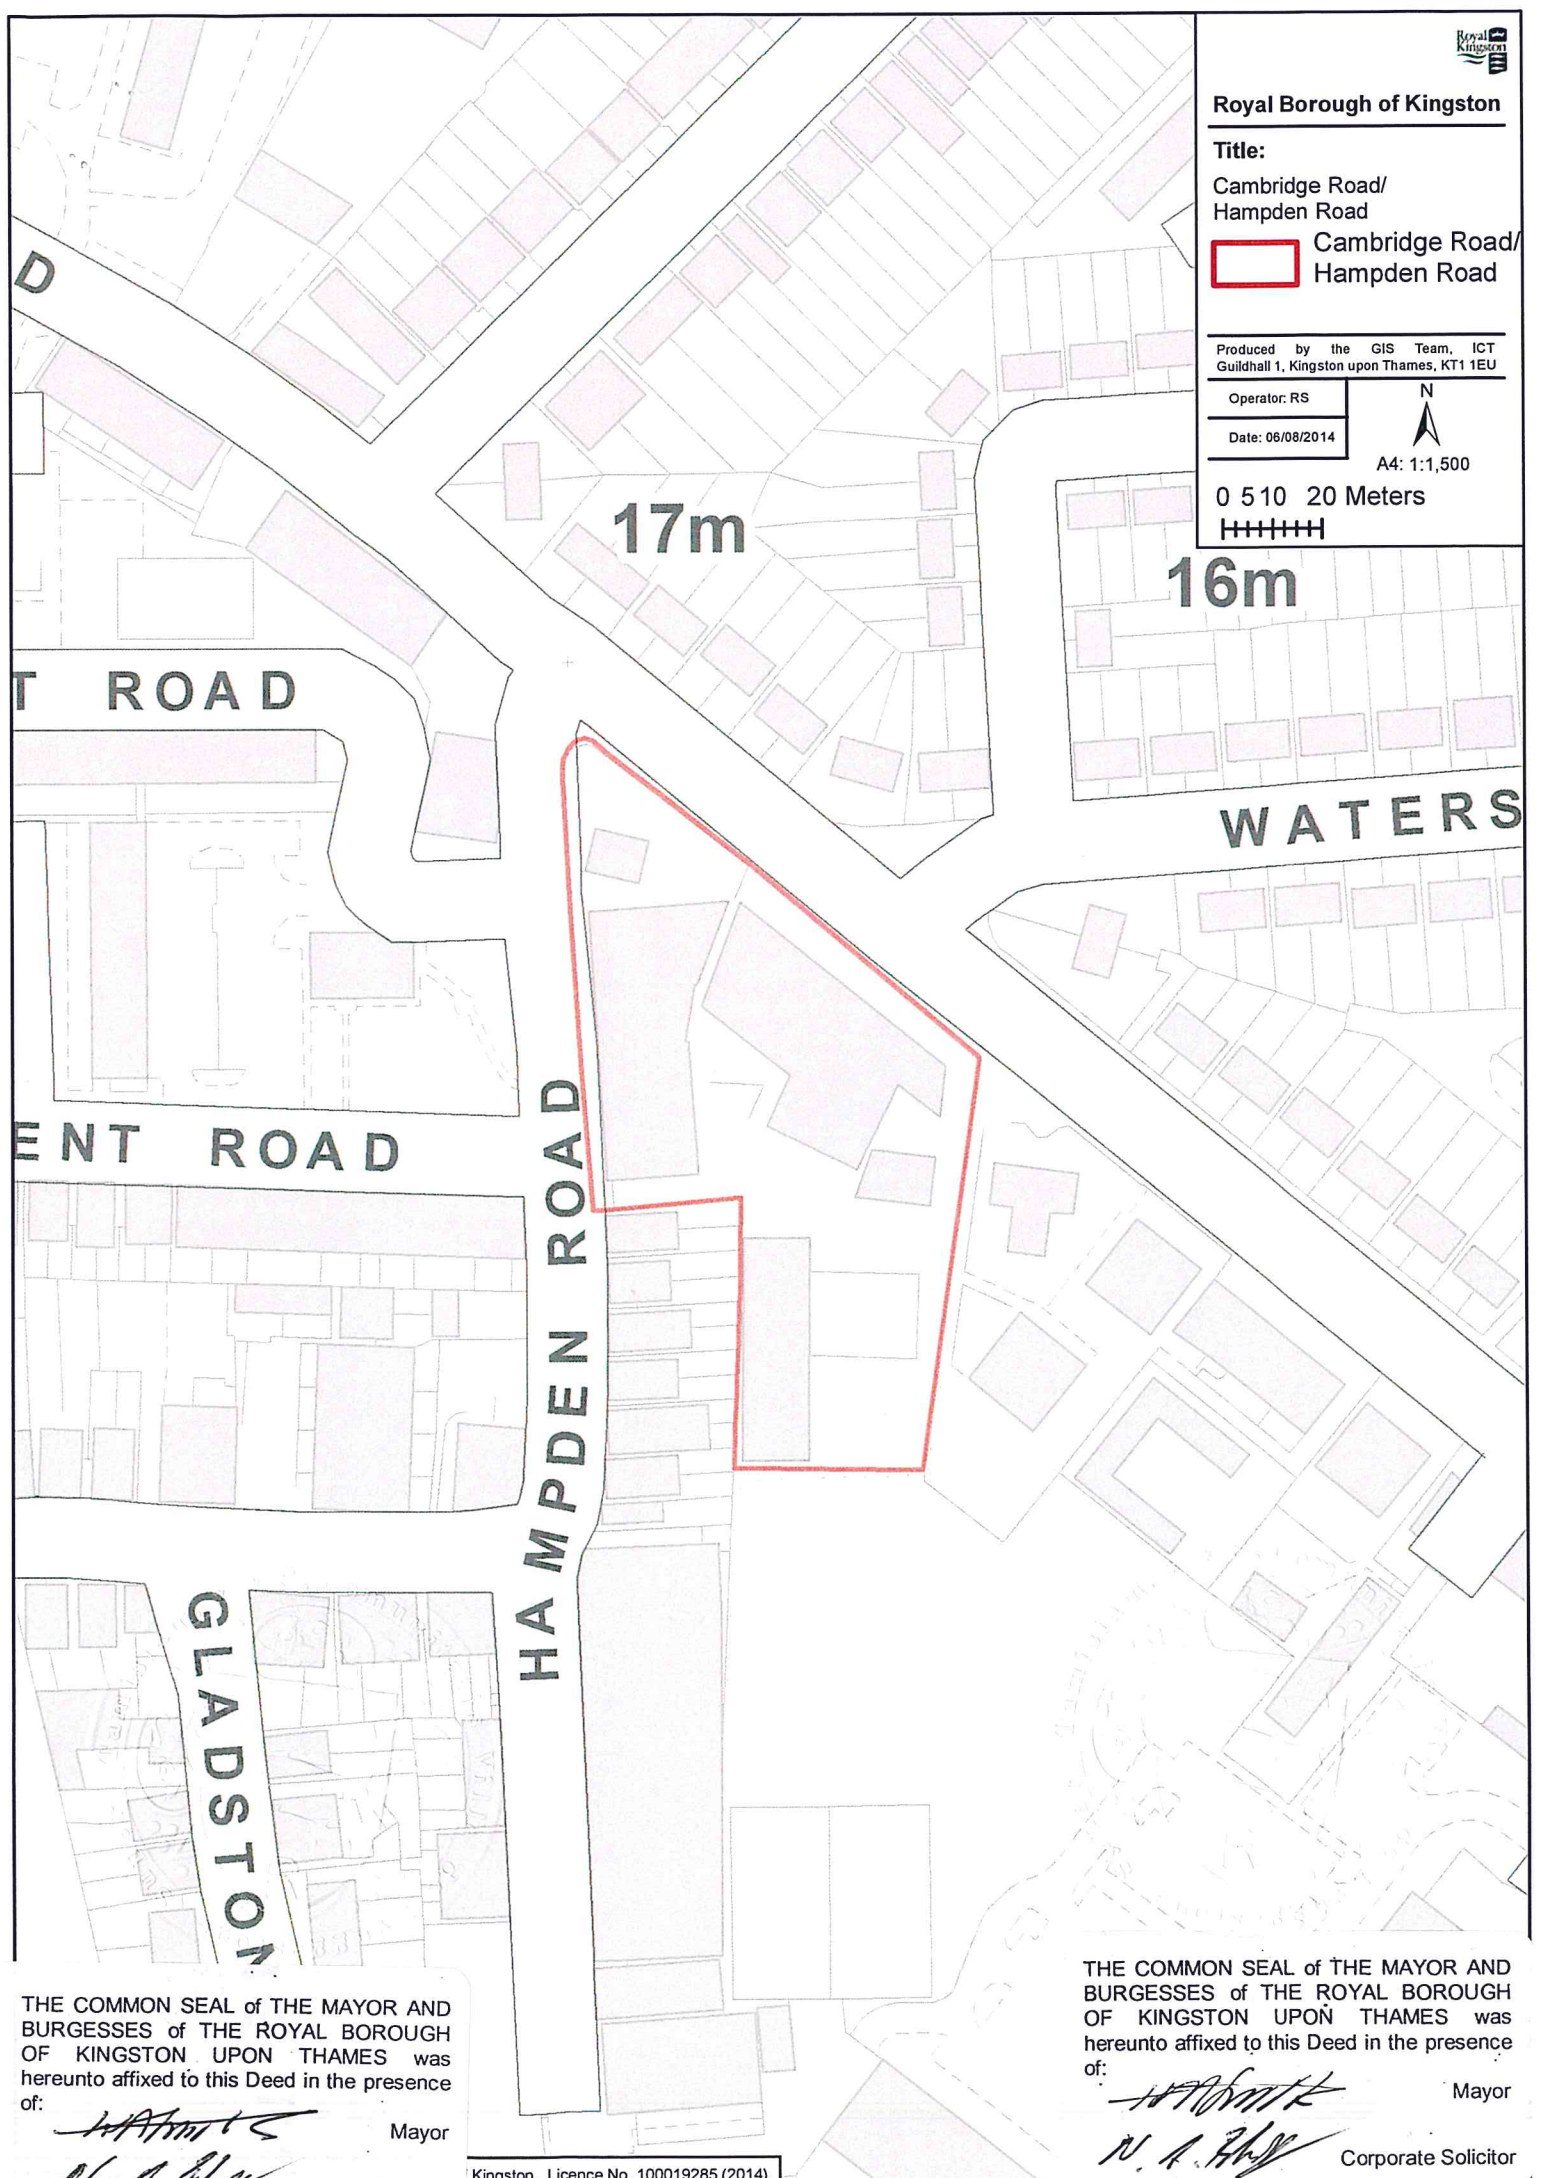 Royal
Kingston
Royal Borough of Kingston
Title:
Cambridge Road/
Hampden Road
Cambridge Road/
Hampden Road
Produced by the GIS Team, ICT
Guildhall 1, Kingston upon Thames, KT1 1EU
Operator: RS
Date: 06/08/2014
N
A4: 1:1,500
0 5 10 20 Meters
D
17m
16m
T ROAD
WATERS
ENT ROAD
HAMPDEN ROAD
GLADSTON
THE COMMON SEAL of THE MAYOR AND
BURGESSES of THE ROYAL BOROUGH
OF KINGSTON UPON THAMES was
hereunto affixed to this Deed in the presence
of:
Mayor
THE COMMON SEAL of THE MAYOR AND
BURGESSES of THE ROYAL BOROUGH
OF KINGSTON UPON THAMES was
hereunto affixed to this Deed in the presence
of:
Mayor
Corporate Solicitor
Kingston. Licence No. 100019285 (2014)